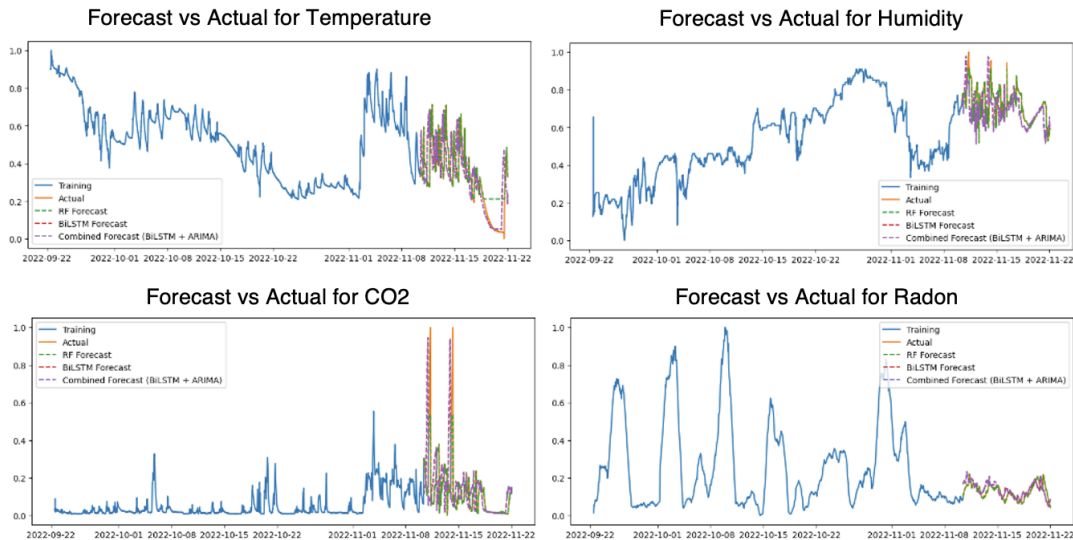 Forecast vs Actual for Temperature
1.0
0.8
0.6
0.4
0.2
0.0
Training
Actual
RF Forecast
BiLSTM Forecast
Combined Forecast (BiLSTM + ARIMA)
2022-09-22 2022-10-01 2022-10-08 2022-10-15 2022-10-22 2022-11-01 2022-11-08 2022-11-15 2022-11-22
Forecast vs Actual for Humidity
1.0
0.8
0.6
0.4
0.2
0.0
Training
Actual
RF Forecast
BiLSTM Forecast
Combined Forecast (BiLSTM + ARIMA)
2022-09-22 2022-10-01 2022-10-08 2022-10-15 2022-10-22 2022-11-01 2022-11-08 2022-11-15 2022-11-22
Forecast vs Actual for CO2
1.0
0.8
0.6
0.4
0.2
0.0
Training
Actual
RF Forecast
BiLSTM Forecast
Combined Forecast (BiLSTM + ARIMA)
2022-09-22 2022-10-01 2022-10-08 2022-10-15 2022-10-22 2022-11-01 2022-11-08 2022-11-15 2022-11-22
Forecast vs Actual for Radon
1.0
0.8
0.6
0.4
0.2
0.0
Training
Actual
RF Forecast
BiLSTM Forecast
Combined Forecast (BiLSTM + ARIMA)
2022-09-22 2022-10-01 2022-10-08 2022-10-15 2022-10-22 2022-11-01 2022-11-08 2022-11-15 2022-11-22